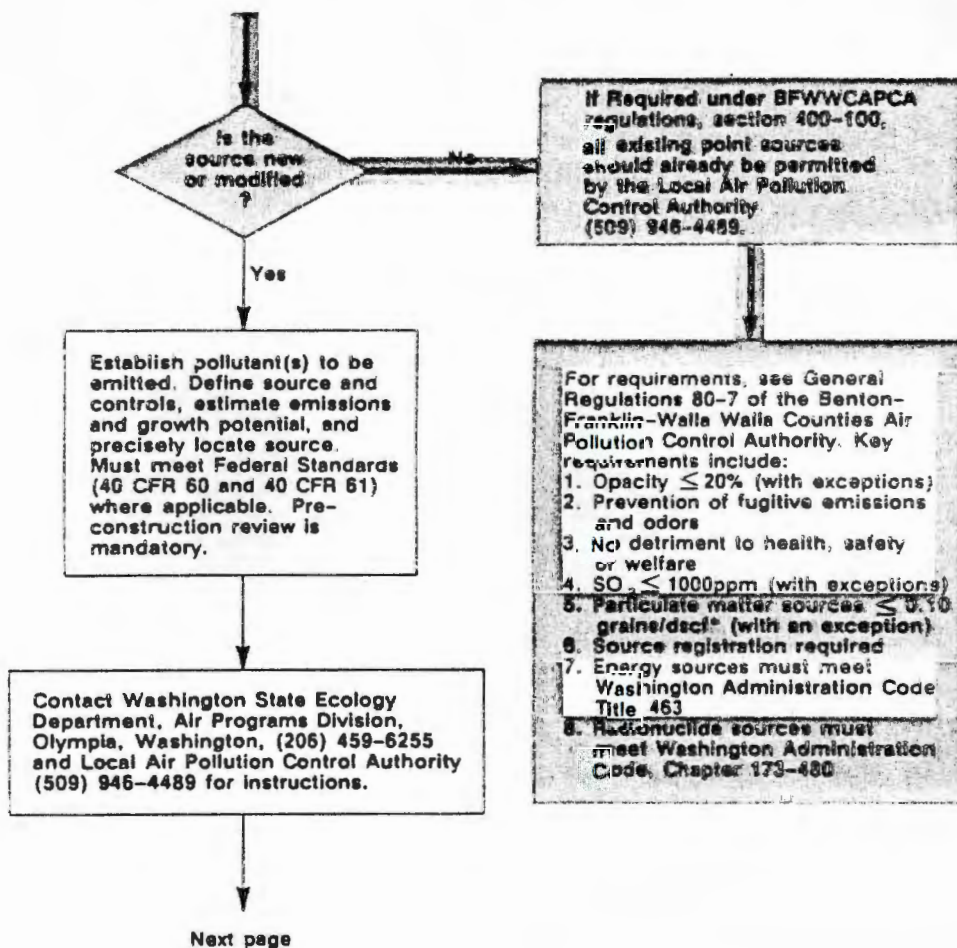 Is the
source new
or modified
?
No
Yes
If Required under BFWWCAPCA
regulations, section 400-100,
all existing point sources
should already be permitted
by the Local Air Pollution
Control Authority
(509) 946-4489.
Establish pollutant(s) to be
emitted. Define source and
controls, estimate emissions
and growth potential, and
precisely locate source.
Must meet Federal Standards
(40 CFR 60 and 40 CFR 61)
where applicable. Pre-
construction review is
mandatory.
For requirements, see General
Regulations 80-7 of the Benton-
Franklin-Walla Walla Counties Air
Pollution Control Authority. Key
requirements include:
1. Opacity ≤ 20% (with exceptions)
2. Prevention of fugitive emissions
and odors
3. No detriment to health, safety
or welfare
4. SO₂ ≤ 1000ppm (with exceptions)
5. Particulate matter sources ≤ 0.10
grains/dscf* (with an exception)
6. Source registration required
7. Energy sources must meet
Washington Administration Code
Title 463
8. Radionuclide sources must
meet Washington Administration
Code, Chapter 173-480
Contact Washington State Ecology
Department, Air Programs Division,
Olympia, Washington, (206) 459-6255
and Local Air Pollution Control Authority
(509) 946-4489 for instructions.
Next page